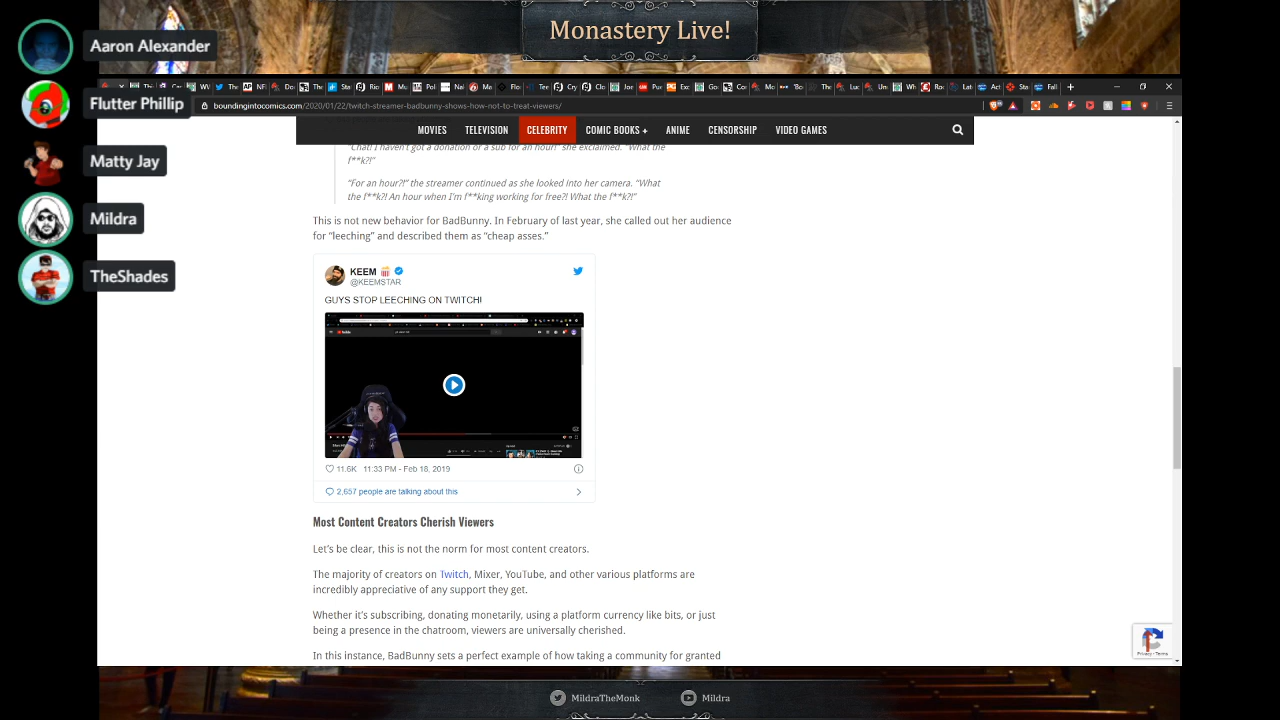 Monastery Live!
Aaron Alexander
Flutter Phillip
Matty Jay
Mildra
TheShades
boundingintocomics.com/2020/01/22/twitch-streamer-badbunny-shows-how-not-to-treat-viewers/
MOVIES TELEVISION CELEBRITY COMIC BOOKS + ANIME CENSORSHIP VIDEO GAMES
"Chat! I haven't got a donation or a sub for an hour!" she exclaimed. "What the
f**k?!"
"For an hour?!" the streamer continued as she looked into her camera. "What
the f**k?! An hour when I'm f**king working for free?! What the f**k?!"
This is not new behavior for BadBunny. In February of last year, she called out her audience
for "leeching" and described them as "cheap asses."
KEEM
@KEEMSTAR
GUYS STOP LEECHING ON TWITCH!
11.6K 11:33 PM - Feb 18, 2019
2,657 people are talking about this
Most Content Creators Cherish Viewers
Let's be clear, this is not the norm for most content creators.
The majority of creators on Twitch, Mixer, YouTube, and other various platforms are
incredibly appreciative of any support they get.
Whether it's subscribing, donating monetarily, using a platform currency like bits, or just
being a presence in the chatroom, viewers are universally cherished.
In this instance, BadBunny sets a perfect example of how taking a community for granted
Privacy - Terms
MildraTheMonk Mildra